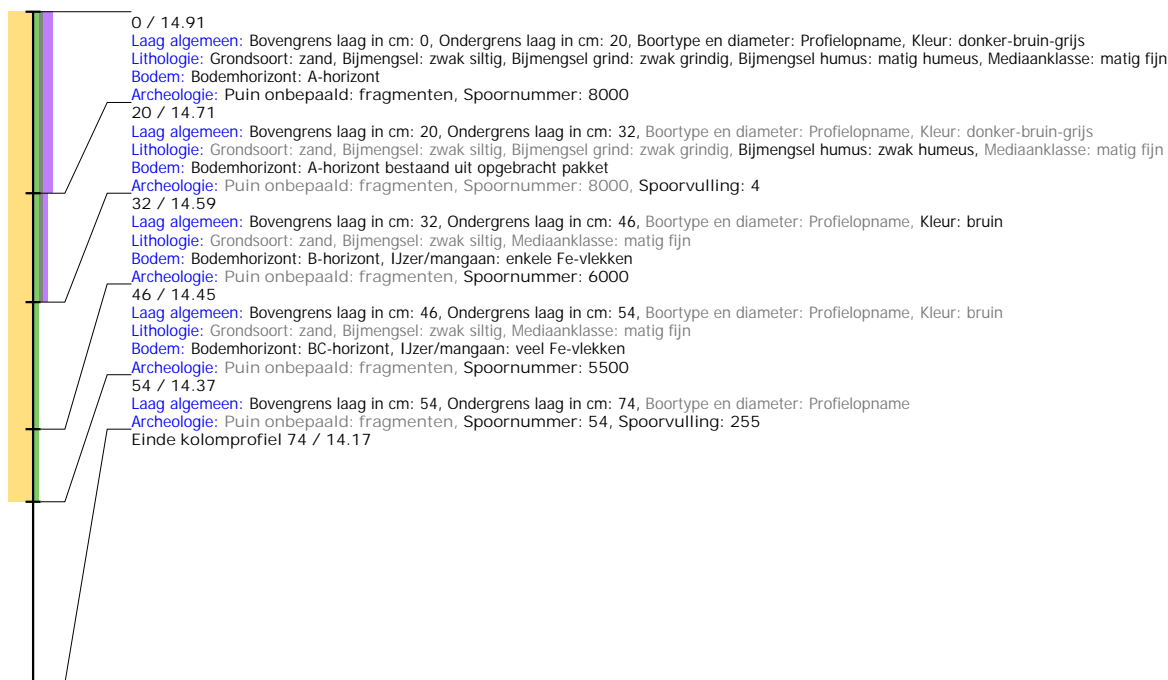 0 / 14.91
Laag algemeen: Bovengrens laag in cm: 0, Ondergrens laag in cm: 20, Boortype en diameter: Profielopname, Kleur: donker-bruin-grijs
Lithologie: Grondsoort: zand, Bijmengsel: zwak siltig, Bijmengsel grind: zwak grindig, Bijmengsel humus: matig humeus, Mediaanklasse: matig fijn
Bodem: Bodemhorizont: A-horizont
Archeologie: Puin onbepaald: fragmenten, Spoornummer: 8000
20 / 14.71
Laag algemeen: Bovengrens laag in cm: 20, Ondergrens laag in cm: 32, Boortype en diameter: Profielopname, Kleur: donker-bruin-grijs
Lithologie: Grondsoort: zand, Bijmengsel: zwak siltig, Bijmengsel grind: zwak grindig, Bijmengsel humus: zwak humeus, Mediaanklasse: matig fijn
Bodem: Bodemhorizont: A-horizont bestaand uit opgebracht pakket
Archeologie: Puin onbepaald: fragmenten, Spoornummer: 8000, Spoorvulling: 4
32 / 14.59
Laag algemeen: Bovengrens laag in cm: 32, Ondergrens laag in cm: 46, Boortype en diameter: Profielopname, Kleur: bruin
Lithologie: Grondsoort: zand, Bijmengsel: zwak siltig, Mediaanklasse: matig fijn
Bodem: Bodemhorizont: B-horizont, IJzer/mangaan: enkele Fe-vlekken
Archeologie: Puin onbepaald: fragmenten, Spoornummer: 6000
46 / 14.45
Laag algemeen: Bovengrens laag in cm: 46, Ondergrens laag in cm: 54, Boortype en diameter: Profielopname, Kleur: bruin
Lithologie: Grondsoort: zand, Bijmengsel: zwak siltig, Mediaanklasse: matig fijn
Bodem: Bodemhorizont: BC-horizont, IJzer/mangaan: veel Fe-vlekken
Archeologie: Puin onbepaald: fragmenten, Spoornummer: 5500
54 / 14.37
Laag algemeen: Bovengrens laag in cm: 54, Ondergrens laag in cm: 74, Boortype en diameter: Profielopname
Archeologie: Puin onbepaald: fragmenten, Spoornummer: 54, Spoorvulling: 255
Einde kolomprofiel 74 / 14.17